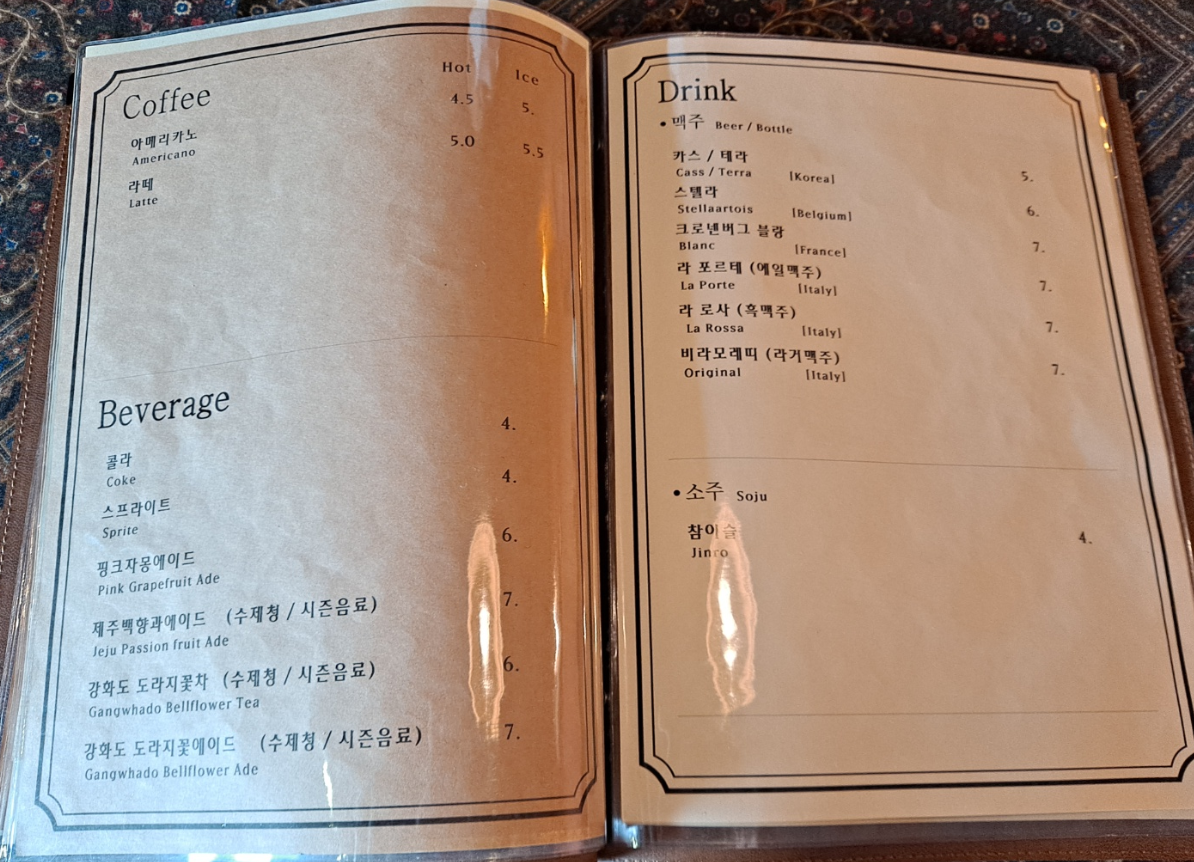 Coffee
Hot Ice
아메리카노 4.5 5.
Americano
라떼 5.0 5.5
Latte
Beverage
콜라 4.
Coke
스프라이트 4.
Sprite
핑크자몽에이드 6.
Pink Grapefruit Ade
제주백향과에이드 (수제청 / 시즌음료) 7.
Jeju Passion fruit Ade
강화도 도라지꽃차 (수제청 / 시즌음료) 6.
Gangwhado Bellflower Tea
강화도 도라지꽃에이드 (수제청 / 시즌음료) 7.
Gangwhado Bellflower Ade
Drink
• 맥주 Beer / Bottle
카스 / 테라
Cass / Terra [Korea] 5.
스텔라
Stellaartois [Belgium] 6.
크로넨버그 블랑
Blanc [France] 7.
라 포르테 (에일맥주)
La Porte [Italy] 7.
라 로사 (흑맥주)
La Rossa [Italy] 7.
비라모레띠 (라거맥주)
Original [Italy] 7.
• 소주 Soju
참이슬 4.
Jinro